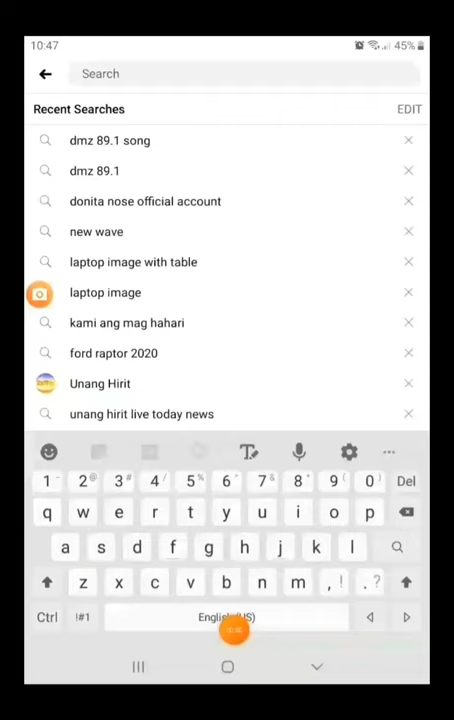 10:47 45%
Search
Recent Searches EDIT
dmz 89.1 song
dmz 89.1
donita nose official account
new wave
laptop image with table
laptop image
kami ang mag hahari
ford raptor 2020
Unang Hirit
unang hirit live today news
1 2 @ 3 # 4 / 5 % 6 ^ 7 & 8 * 9 ( 0 ) Del
q w e r t y u i o p
a s d f g h j k l
z x c v b n m , ! . ?
Ctrl !#1 English (US)